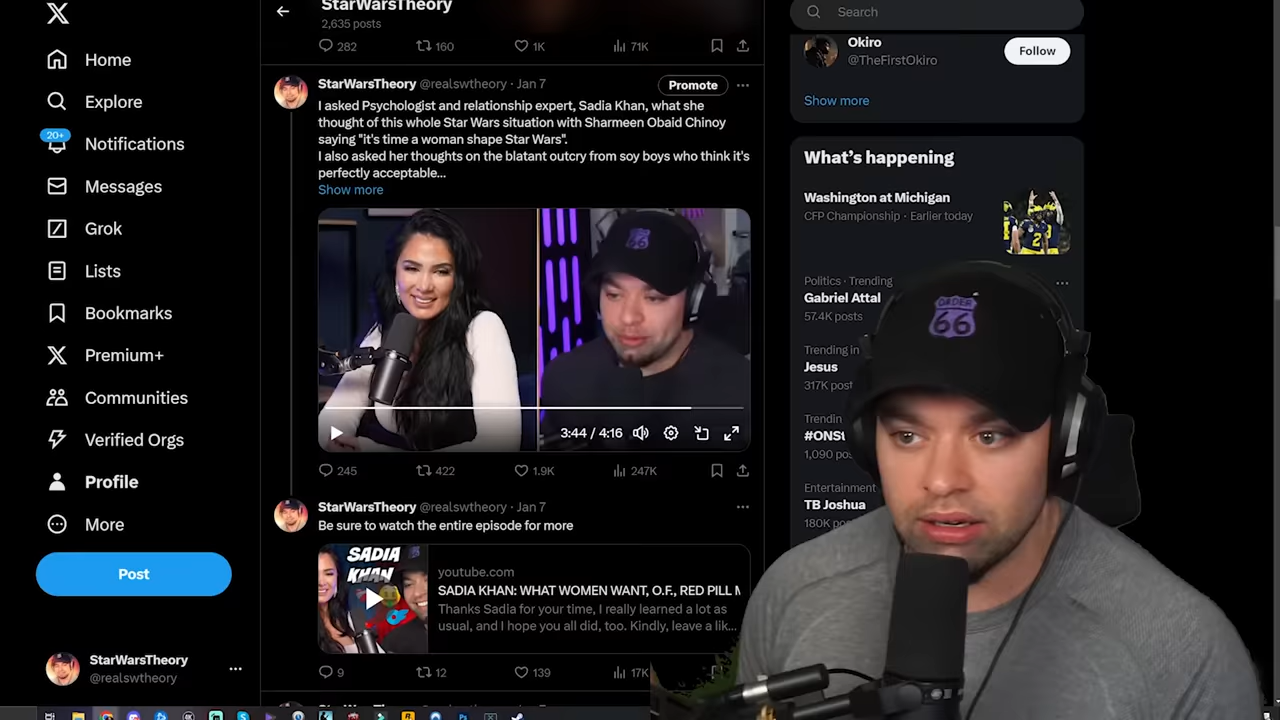 StarWarsTheory
2,635 posts
282
160
1K
71K
StarWarsTheory @realswtheory · Jan 7
Promote
I asked Psychologist and relationship expert, Sadia Khan, what she
thought of this whole Star Wars situation with Sharmeen Obaid Chinoy
saying "it's time a woman shape Star Wars".
I also asked her thoughts on the blatant outcry from soy boys who think it's
perfectly acceptable...
Show more
66
3:44 / 4:16
245
422
1.9K
247K
StarWarsTheory @realswtheory · Jan 7
Be sure to watch the entire episode for more
SADIA
KHAN
youtube.com
SADIA KHAN: WHAT WOMEN WANT, O.F., RED PILL M
Thanks Sadia for your time, I really learned a lot as
usual, and I hope you all did, too. Kindly, leave a lik...
9
12
139
17K
Home
Explore
20+
Notifications
Messages
Grok
Lists
Bookmarks
Premium+
Communities
Verified Orgs
Profile
More
Post
StarWarsTheory
@realswtheory
Search
Okiro
@TheFirstOkiro
Follow
Show more
What's happening
Washington at Michigan
CFP Championship · Earlier today
Politics · Trending
Gabriel Attal
57.4K posts
Trending in
Jesus
317K
1,090
Entertainment
TB Joshua
180K
ORDER
66